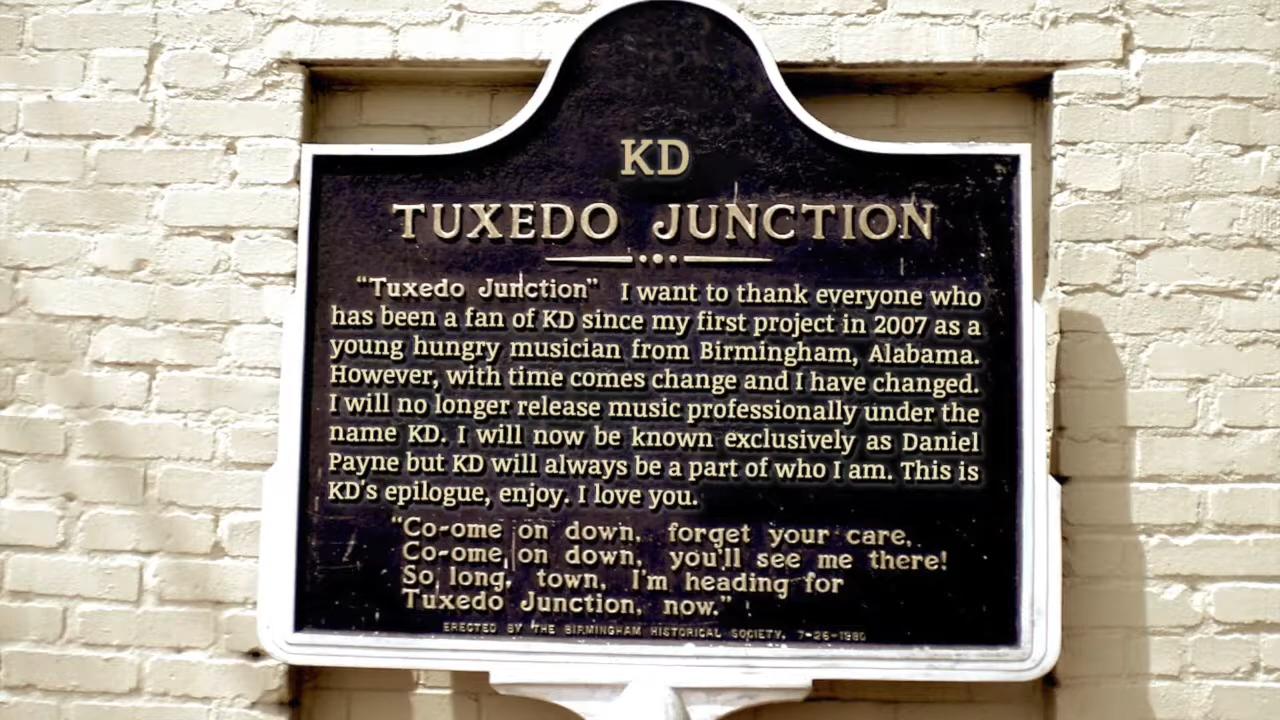 KD
TUXEDO JUNCTION
“Tuxedo Junction” I want to thank everyone who
has been a fan of KD since my first project in 2007 as a
young hungry musician from Birmingham, Alabama.
However, with time comes change and I have changed.
I will no longer release music professionally under the
name KD. I will now be known exclusively as Daniel
Payne but KD will always be a part of who I am. This is
KD's epilogue, enjoy. I love you.
“Co-ome on down, forget your care,
Co-ome, on down, you'll see me there!
So, long, town, I'm heading for
Tuxedo Junction, now.”
ERECTED BY THE BIRMINGHAM HISTORICAL SOCIETY, 7-26-1980